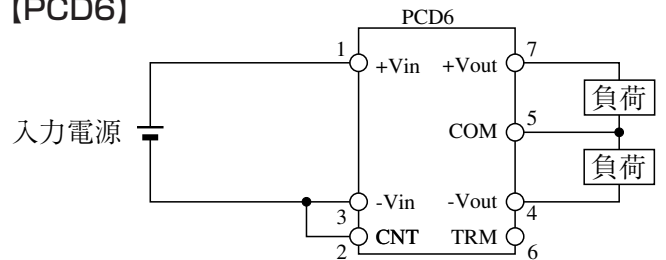 【PCD6】
PCD6
1 +Vin +Vout 7
負荷
入力電源 COM 5
負荷
3 -Vin -Vout 4
2 CNT TRM 6